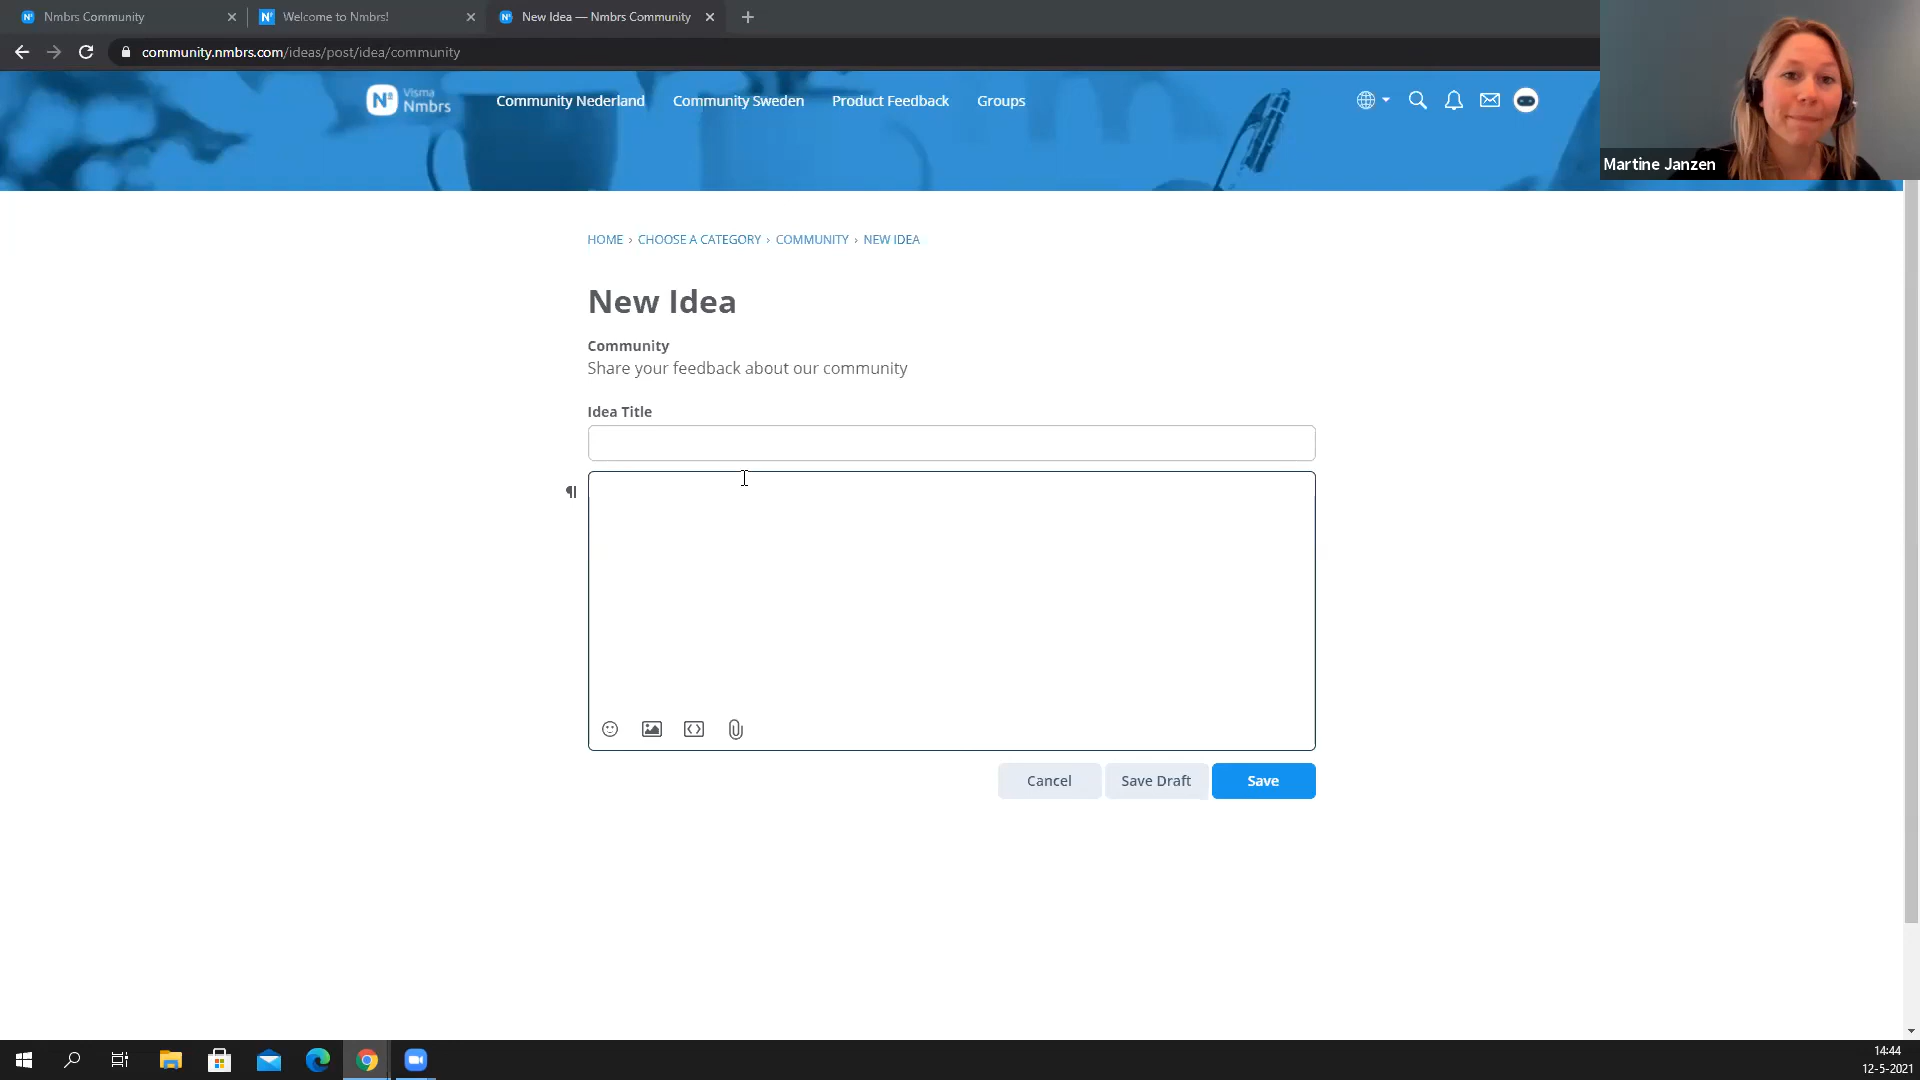 Nmbrs Community
Welcome to Nmbrs!
New Idea — Nmbrs Community
community.nmbrs.com/ideas/post/idea/community
Visma
Nmbrs
Community Nederland
Community Sweden
Product Feedback
Groups
Martine Janzen
HOME › CHOOSE A CATEGORY › COMMUNITY › NEW IDEA
New Idea
Community
Share your feedback about our community
Idea Title
Cancel
Save Draft
Save
14:44
12-5-2021